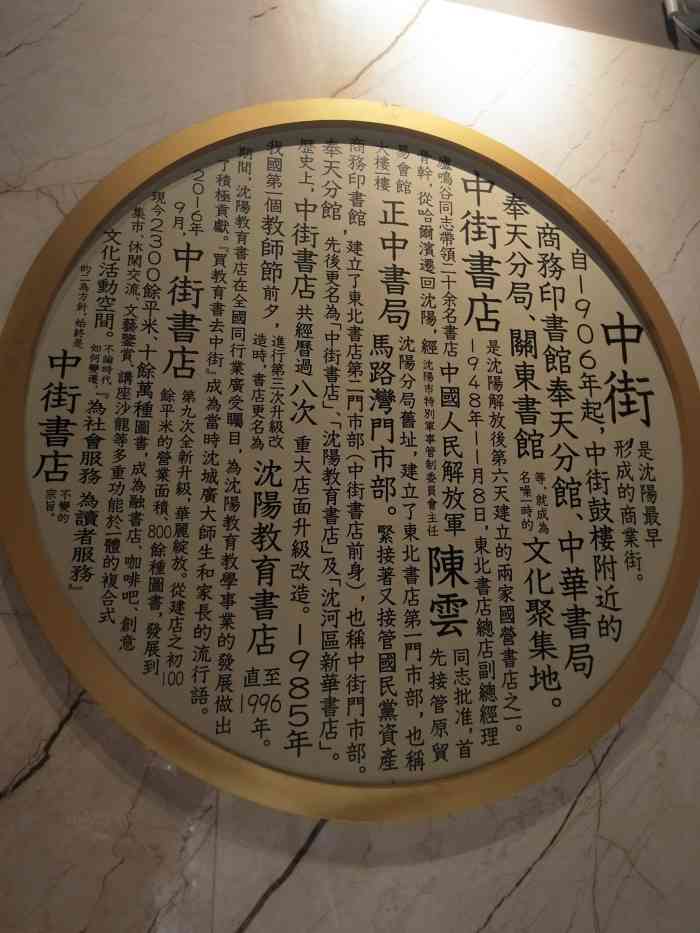 中街是沈陽最早
形成的商業街。
自1906年起,中街鼓樓附近的
商務印書館奉天分館、中華書局
奉天分局、關東書館等,就成為
名噪一時的文化聚集地。
中街書店是沈陽解放後第六天建立的兩家國營書店之一。
1948年11月8日,東北書店總店副總經理
盧鳴谷同志帶領二十余名書店
骨幹,從哈爾濱遷回沈陽,經沈陽市特別軍事管制委員會主任
中國人民解放軍陳雲同志批准,首
先接管原貿
易會館
大樓一樓正中書局沈陽分局舊址,建立了東北書店第一門市部,也稱
馬路灣門市部。緊接著又接管國民黨資產
商務印書館,建立了東北書店第二門市部(中街書店前身),也稱中街門市部。
奉天分館,先後更名為「中街書店」、「沈陽教育書店」及「沈河區新華書店」。
歷史上,中街書店共經曆過八次重大店面升級改造。1985年
我國第一個教師節前夕,進行第三次升級改
造時,書店更名為沈陽教育書店至
直1996年。
期間,沈陽教育書店在全國同行業廣受矚目,為沈陽教育教學事業的發展做出
了積極貢獻。『買教育書去中街』成為當時沈城廣大師生和家長的流行語。
2016年
9月,中街書店第九次全新升級,華麗綻放。從建店之初100
餘平米的營業面積、800餘種圖書,發展到
現今2300餘平米、十餘萬種圖書,成為融書店、咖啡吧、創意
集市、休閑交流、文藝鑒賞、講座沙龍等多重功能於一體的複合式
文化活動空間。不論時代
如何變遷,『為社會服務 為讀者服務』
的二為方針,始終是中街書店不變的
宗旨。